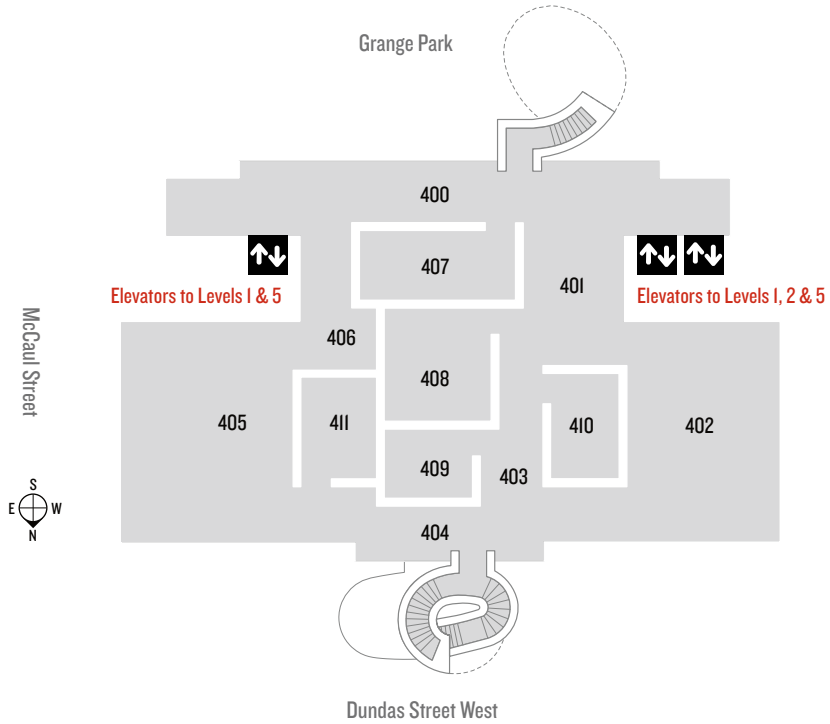 Grange Park
400
407
401
Elevators to Levels 1 & 5
Elevators to Levels 1, 2 & 5
McCaul Street
406
408
405
411
410
402
409
403
S
E W
N
404
Dundas Street West